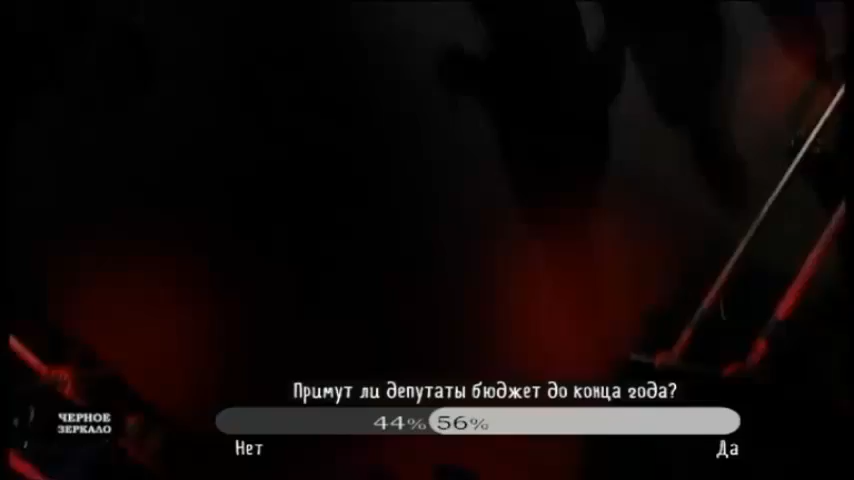 Примут ли депутаты бюджет до конца года?
44% 56%
Нет Да
ЧЕРНОЕ
ЗЕРКАЛО